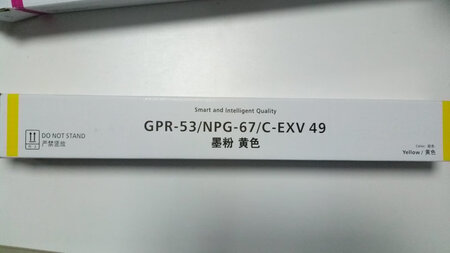 Smart and Intelligent Quality
GPR-53/NPG-67/C-EXV 49
墨粉 黄色
DO NOT STAND
严禁竖放
Yellow / 黄色